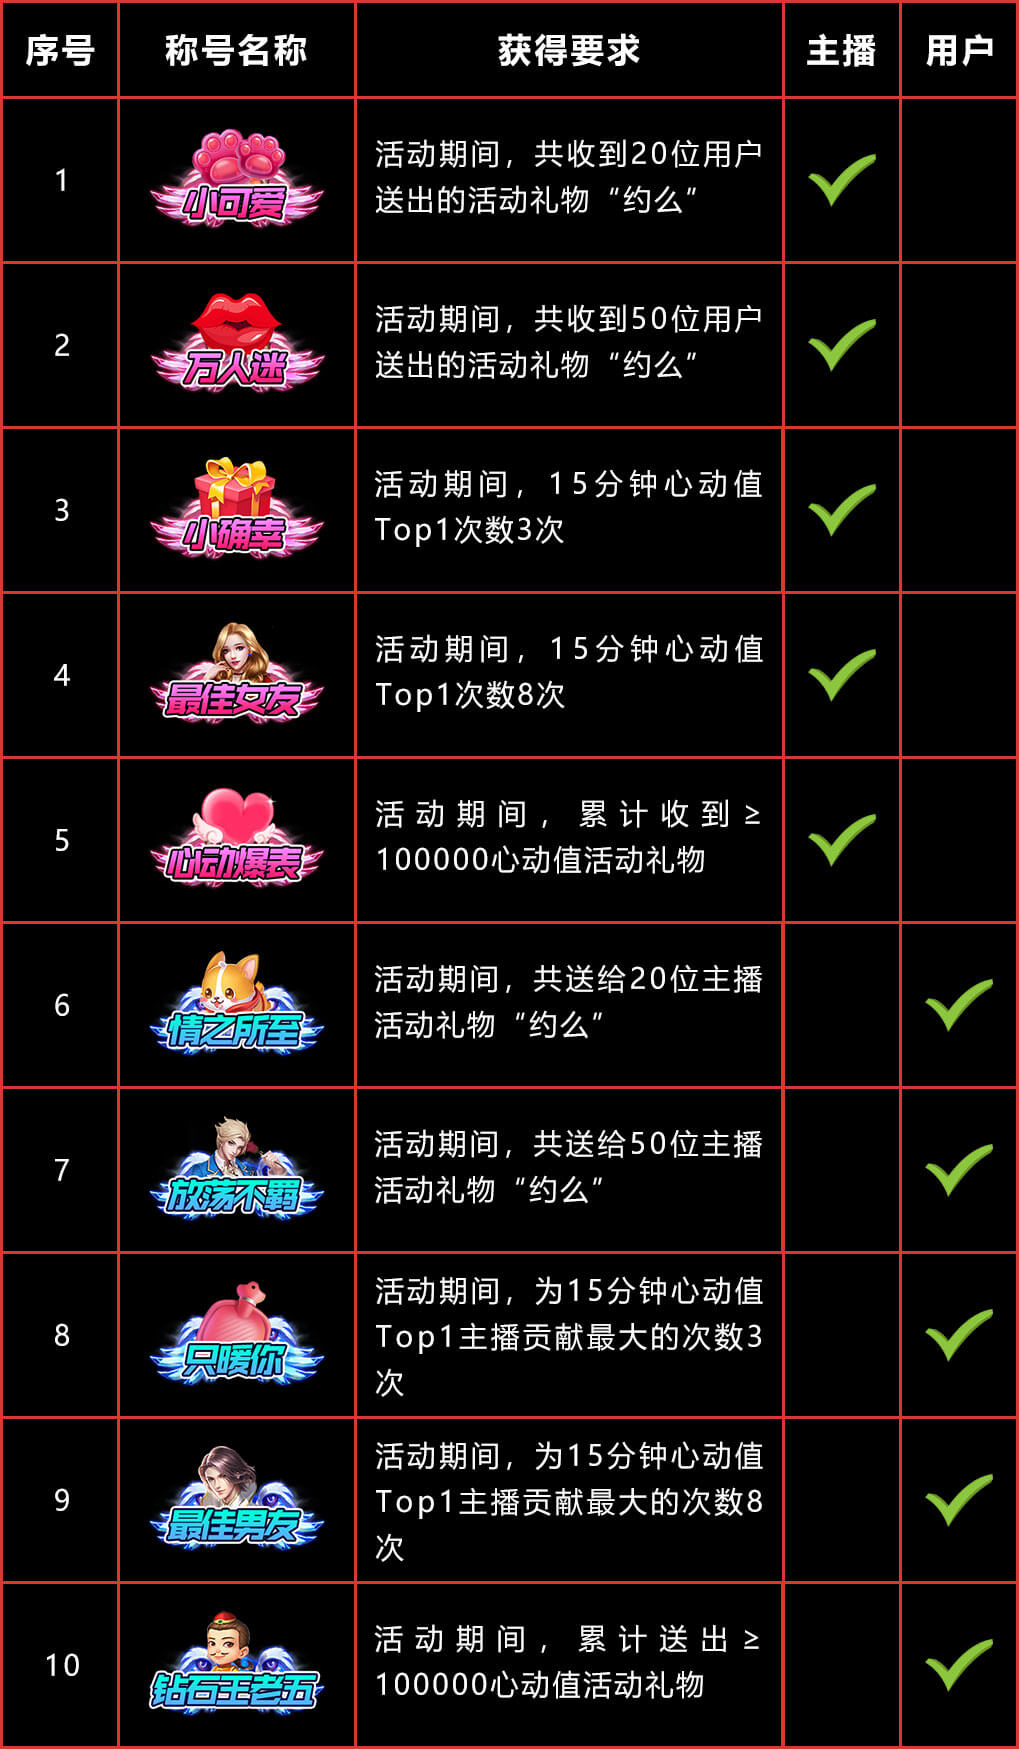 序号 称号名称 获得要求 主播 用户
1 小可爱 活动期间，共收到20位用户
送出的活动礼物“约么”
2 万人迷 活动期间，共收到50位用户
送出的活动礼物“约么”
3 小确幸 活动期间，15分钟心动值
Top1次数3次
4 最佳女友 活动期间，15分钟心动值
Top1次数8次
5 心动爆表 活动期间，累计收到≥
100000心动值活动礼物
6 情之所至 活动期间，共送给20位主播
活动礼物“约么”
7 放荡不羁 活动期间，共送给50位主播
活动礼物“约么”
8 只暖你 活动期间，为15分钟心动值
Top1主播贡献最大的次数3
次
9 最佳男友 活动期间，为15分钟心动值
Top1主播贡献最大的次数8
次
10 钻石王老五 活动期间，累计送出≥
100000心动值活动礼物